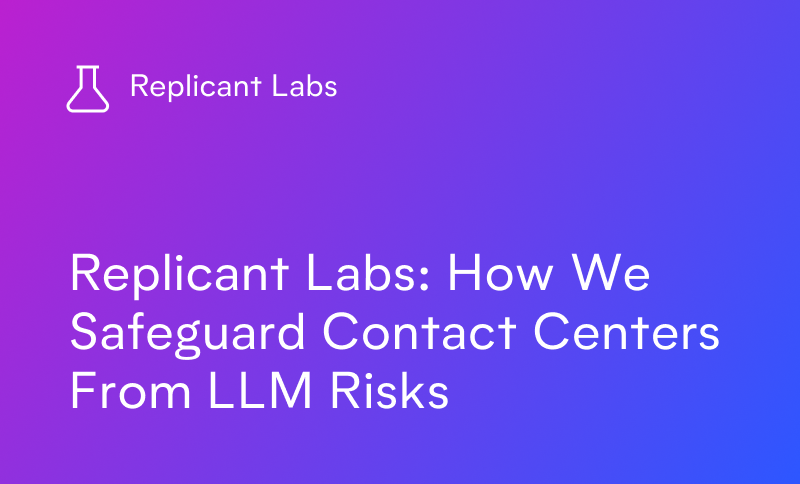 Replicant Labs
Replicant Labs: How We
Safeguard Contact Centers
From LLM Risks